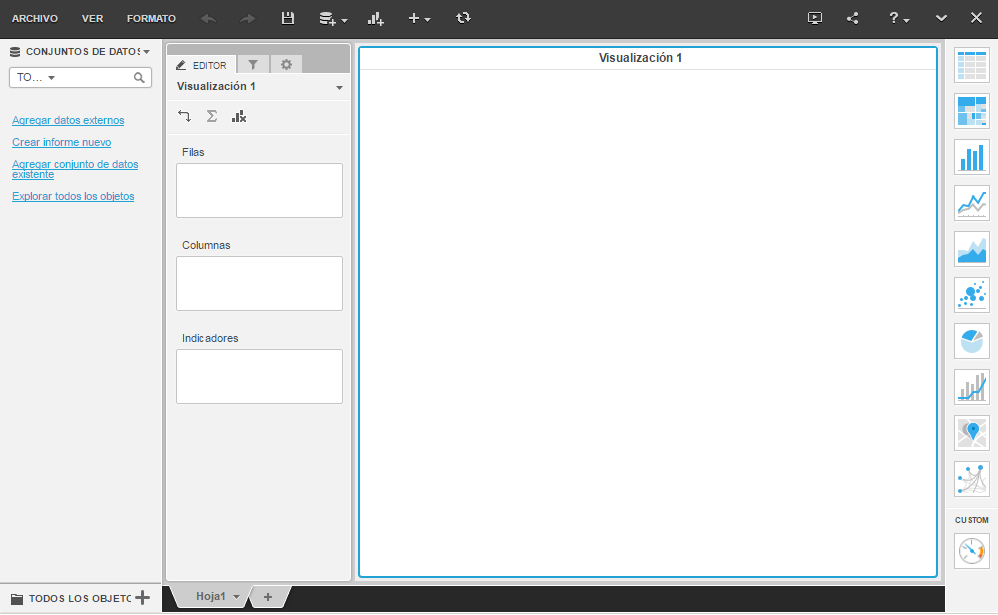 ARCHIVO VER FORMATO ?
CONJUNTOS DE DATOS
TO...
Agregar datos externos
Crear informe nuevo
Agregar conjunto de datos
existente
Explorar todos los objetos
EDITOR
Visualización 1
Filas
Columnas
Indicadores
Visualización 1
CUSTOM
TODOS LOS OBJETO
Hoja1